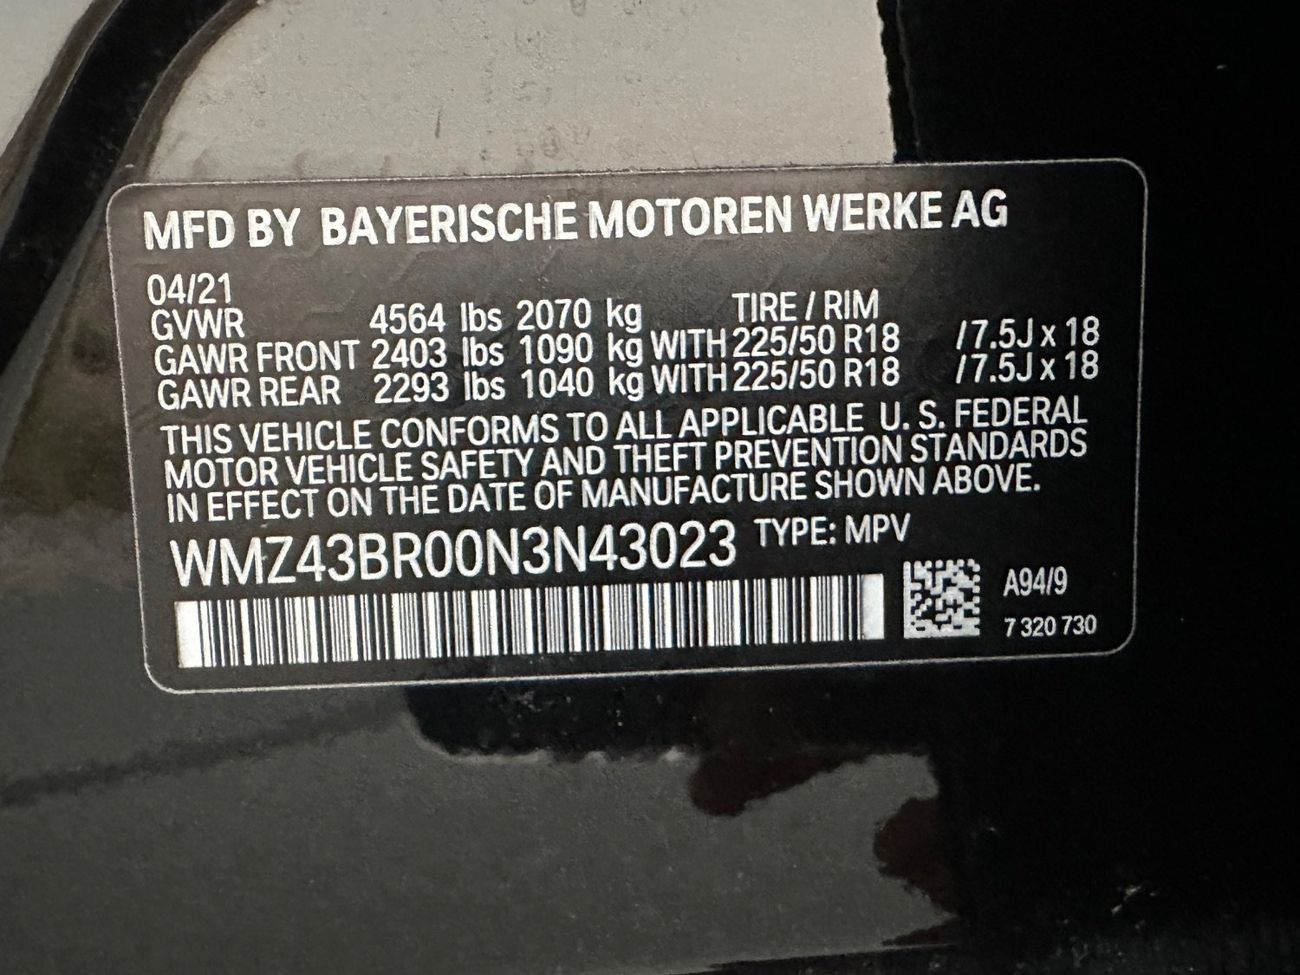 MFD BY BAYERISCHE MOTOREN WERKE AG
04/21
GVWR 4564 lbs 2070 kg TIRE / RIM
GAWR FRONT 2403 lbs 1090 kg WITH 225/50 R18 /7.5J x 18
GAWR REAR 2293 lbs 1040 kg WITH 225/50 R18 /7.5J x 18
THIS VEHICLE CONFORMS TO ALL APPLICABLE U. S. FEDERAL
MOTOR VEHICLE SAFETY AND THEFT PREVENTION STANDARDS
IN EFFECT ON THE DATE OF MANUFACTURE SHOWN ABOVE.
WMZ43BR00N3N43023 TYPE: MPV
A94/9
7 320 730